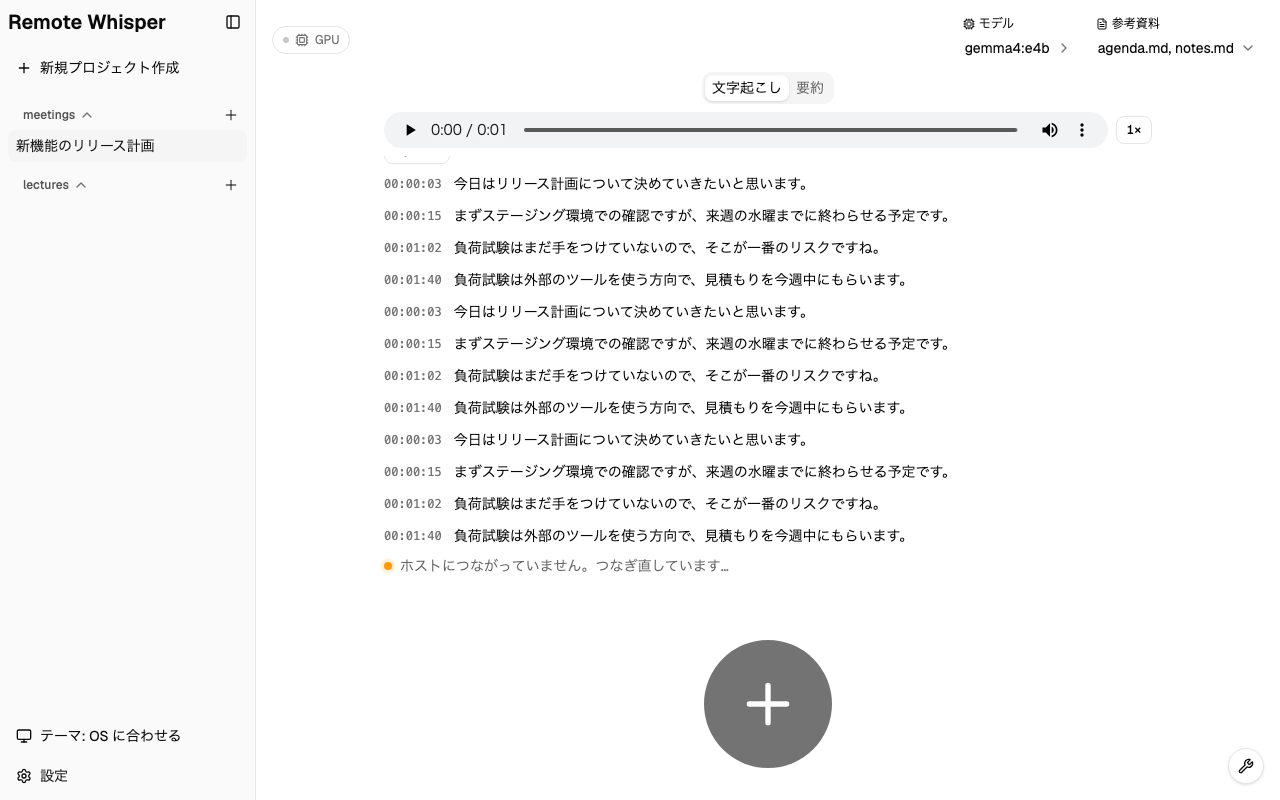 Remote Whisper
新規プロジェクト作成
meetings
新機能のリリース計画
lectures
テーマ: OS に合わせる
設定
GPU
モデル
gemma4:e4b
参考資料
agenda.md, notes.md
文字起こし 要約
0:00 / 0:01
1×
00:00:03 今日はリリース計画について決めていきたいと思います。
00:00:15 まずステージング環境での確認ですが、来週の水曜までに終わらせる予定です。
00:01:02 負荷試験はまだ手をつけていないので、そこが一番のリスクですね。
00:01:40 負荷試験は外部のツールを使う方向で、見積もりを今週中にもらいます。
00:00:03 今日はリリース計画について決めていきたいと思います。
00:00:15 まずステージング環境での確認ですが、来週の水曜までに終わらせる予定です。
00:01:02 負荷試験はまだ手をつけていないので、そこが一番のリスクですね。
00:01:40 負荷試験は外部のツールを使う方向で、見積もりを今週中にもらいます。
00:00:03 今日はリリース計画について決めていきたいと思います。
00:00:15 まずステージング環境での確認ですが、来週の水曜までに終わらせる予定です。
00:01:02 負荷試験はまだ手をつけていないので、そこが一番のリスクですね。
00:01:40 負荷試験は外部のツールを使う方向で、見積もりを今週中にもらいます。
ホストにつながっていません。つなぎ直しています…